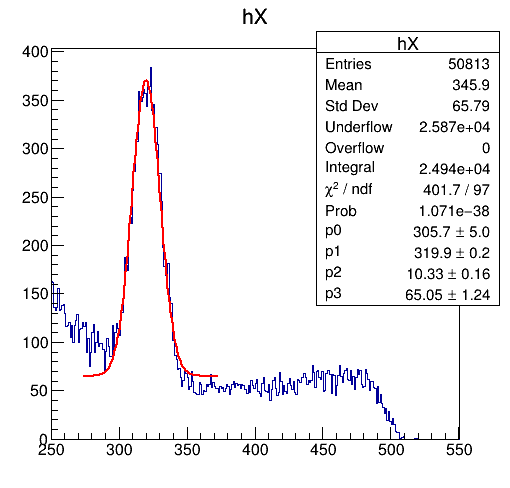 hX
hX
Entries 50813
Mean 345.9
Std Dev 65.79
Underflow 2.587e+04
Overflow 0
Integral 2.494e+04
χ² / ndf 401.7 / 97
Prob 1.071e−38
p0 305.7 ± 5.0
p1 319.9 ± 0.2
p2 10.33 ± 0.16
p3 65.05 ± 1.24
400
350
300
250
200
150
100
50
0
250 300 350 400 450 500 550